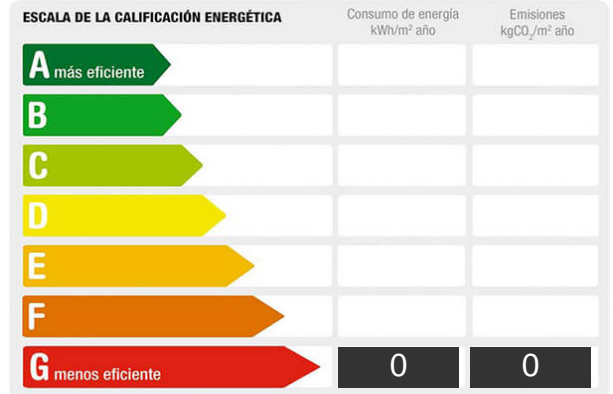 ESCALA DE LA CALIFICACIÓN ENERGÉTICA
Consumo de energía
kWh/m² año
Emisiones
kgCO₂/m² año
A más eficiente
B
C
D
E
F
G menos eficiente 0 0